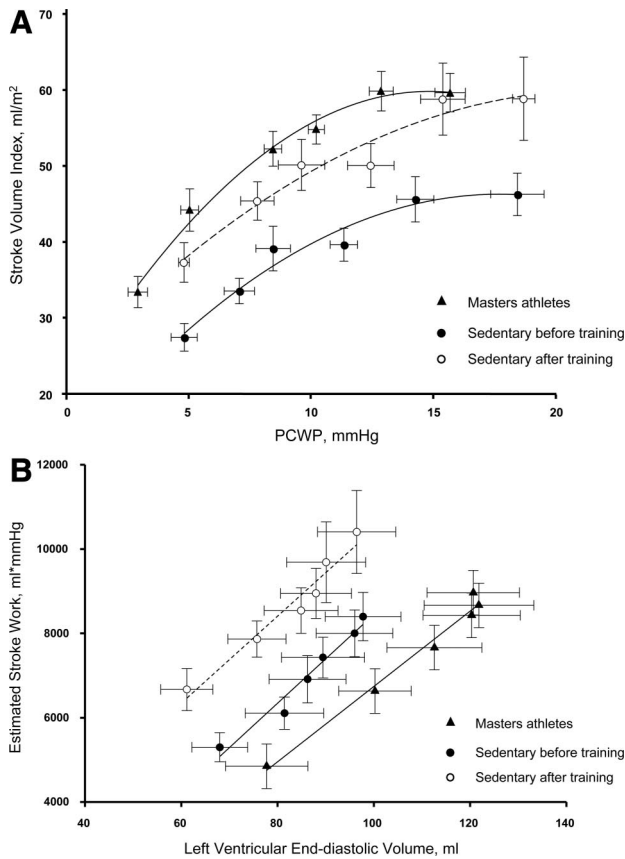 A
Stroke Volume Index, ml/m²
60
50
40
30
20
0
5
10
15
20
PCWP, mmHg
Masters athletes
Sedentary before training
Sedentary after training
B
Estimated Stroke Work, ml*mmHg
12000
10000
8000
6000
4000
40
60
80
100
120
140
Left Ventricular End-diastolic Volume, ml
Masters athletes
Sedentary before training
Sedentary after training